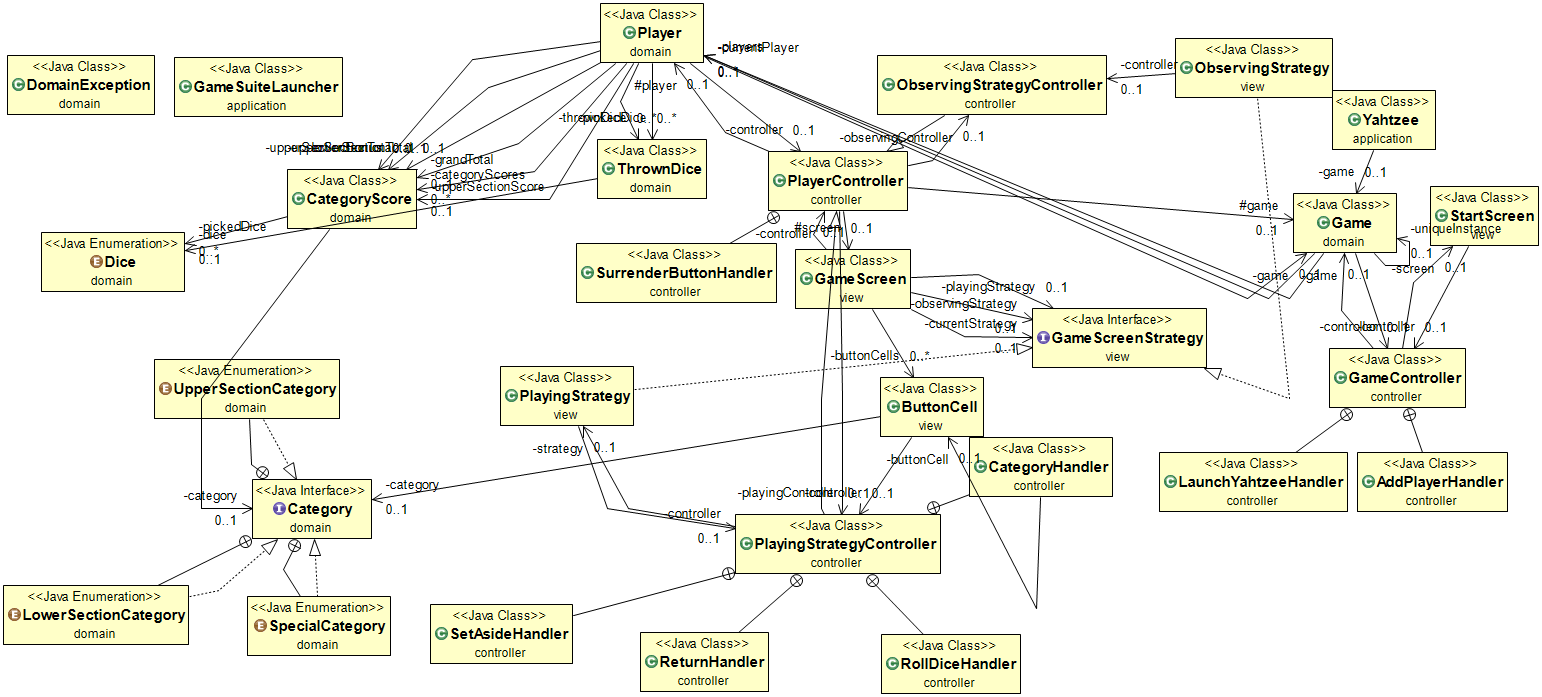 <<Java Class>>
Player
domain
<<Java Class>>
DomainException
domain
<<Java Class>>
GameSuiteLauncher
application
<<Java Class>>
ObservingStrategyController
controller
<<Java Class>>
ObservingStrategy
view
<<Java Class>>
Yahtzee
application
-currentPlayer
0..1
-controller
0..1
#player
0..1
-pickedDice
0..*
0..*
-controller
0..1
-observingController
0..1
<<Java Class>>
ThrownDice
domain
<<Java Class>>
PlayerController
controller
-grandTotal
-categoryScores
-upperSectionScore
0..1
0..*
0..1
<<Java Class>>
CategoryScore
domain
-game
0..1
<<Java Class>>
Game
domain
<<Java Class>>
StartScreen
view
#game
0..1
-uniqueInstance
0..1
-pickedDice
-dice
0..*
0..1
<<Java Enumeration>>
Dice
domain
-controller
0..1
#screen
0..1
<<Java Class>>
SurrenderButtonHandler
controller
<<Java Class>>
GameScreen
view
-game
0..1
-game
0..1
-screen
0..1
-playingStrategy
0..1
-observingStrategy
0..1
-currentStrategy
0..1
<<Java Interface>>
GameScreenStrategy
view
-controller
0..1
-controller
0..1
-buttonCells
0..*
<<Java Class>>
GameController
controller
<<Java Enumeration>>
UpperSectionCategory
domain
<<Java Class>>
PlayingStrategy
view
<<Java Class>>
ButtonCell
view
-strategy
0..1
-buttonCell
0..1
<<Java Class>>
CategoryHandler
controller
<<Java Class>>
LaunchYahtzeeHandler
controller
<<Java Class>>
AddPlayerHandler
controller
-category
0..1
-category
0..1
<<Java Interface>>
Category
domain
-playingController
0..1
-controller
0..1
-controller
0..1
<<Java Class>>
PlayingStrategyController
controller
<<Java Enumeration>>
LowerSectionCategory
domain
<<Java Enumeration>>
SpecialCategory
domain
<<Java Class>>
SetAsideHandler
controller
<<Java Class>>
ReturnHandler
controller
<<Java Class>>
RollDiceHandler
controller